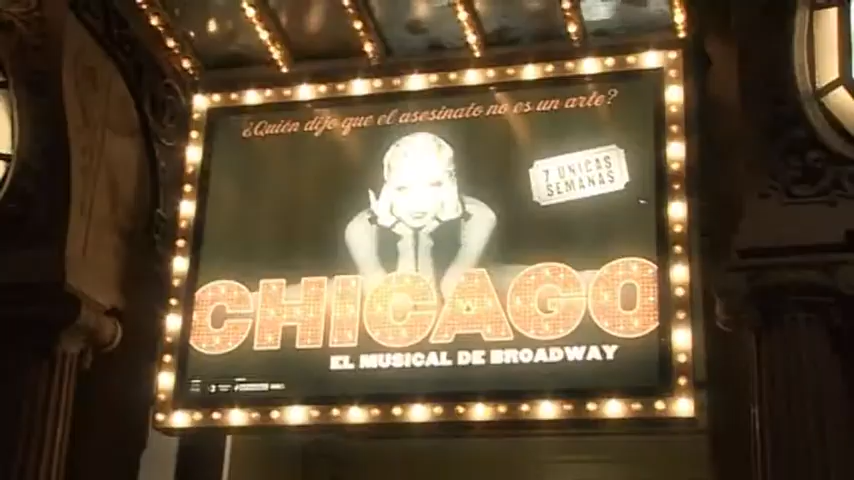 ¿Quién dijo que el asesinato no es un arte?
7 ÚNICAS
SEMANAS
CHICAGO
EL MUSICAL DE BROADWAY